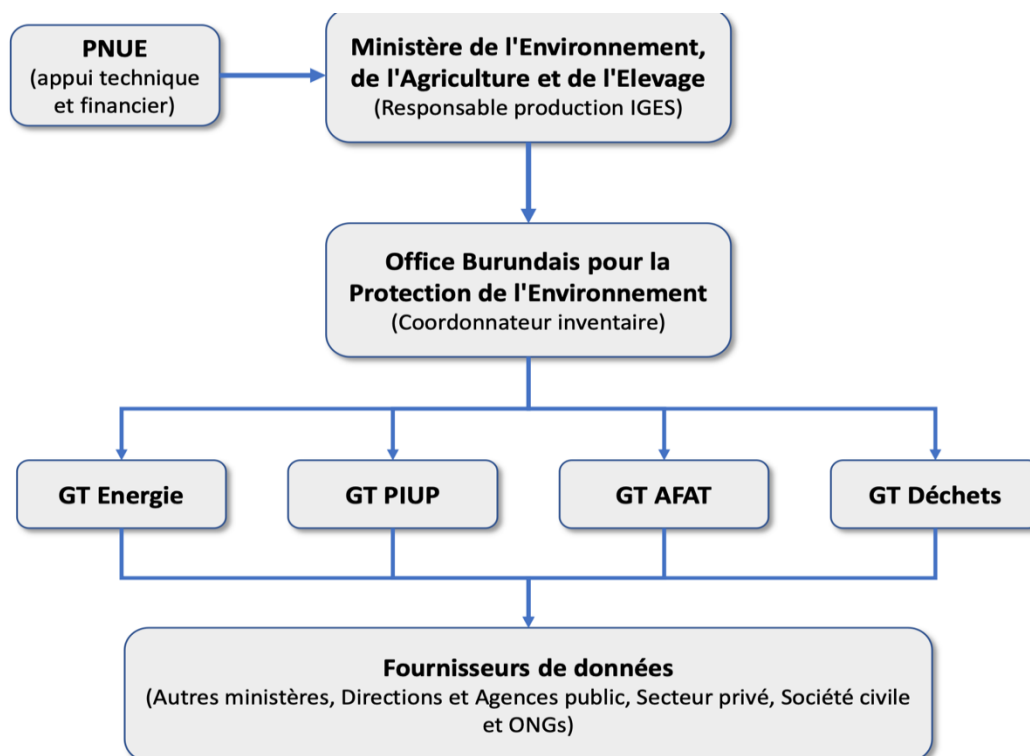 PNUE
(appui technique
et financier)
Ministère de l'Environnement,
de l'Agriculture et de l'Elevage
(Responsable production IGES)
Office Burundais pour la
Protection de l'Environnement
(Coordonnateur inventaire)
GT Energie
GT PIUP
GT AFAT
GT Déchets
Fournisseurs de données
(Autres ministères, Directions et Agences public, Secteur privé, Société civile
et ONGs)